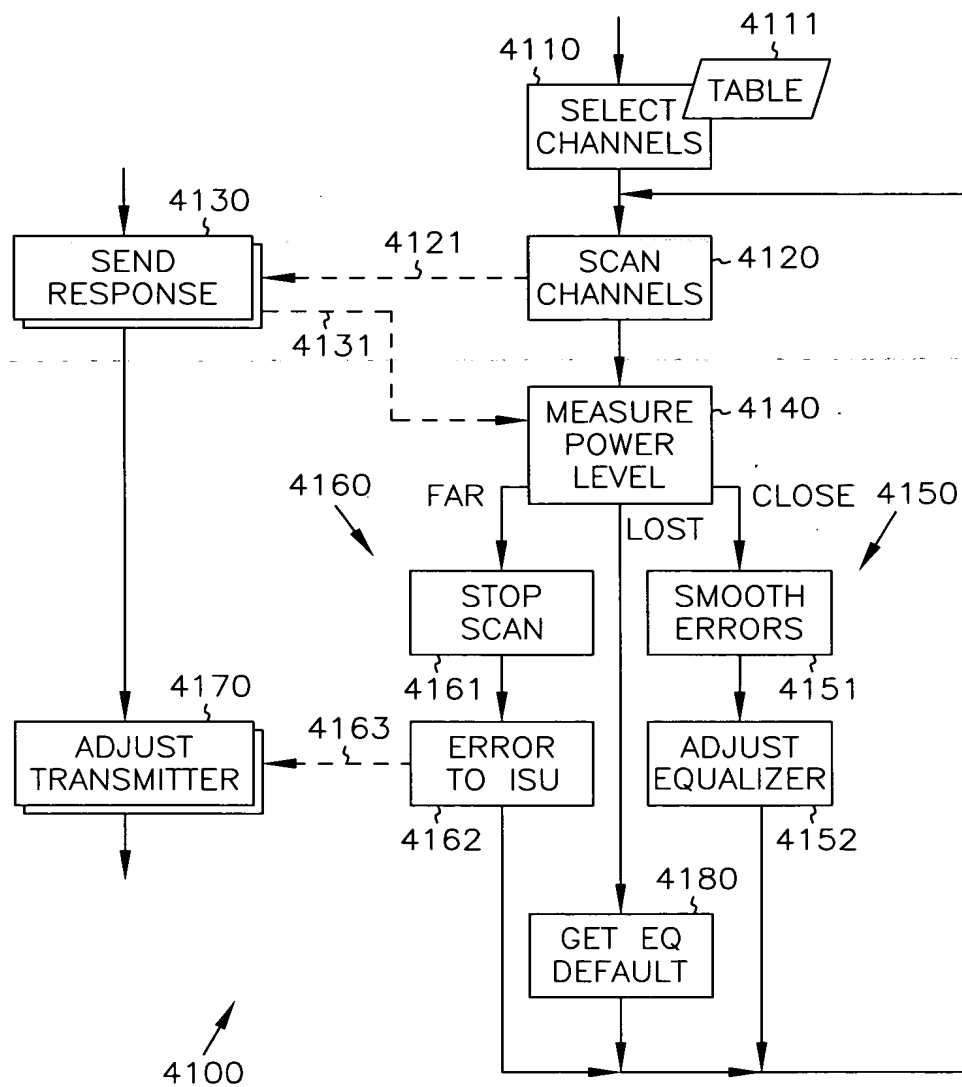 4111
4110
TABLE
SELECT
CHANNELS
4130
SEND
RESPONSE
4121
SCAN
CHANNELS
4120
4131
MEASURE
POWER
LEVEL
4140
4160
FAR
LOST
CLOSE
4150
STOP
SCAN
SMOOTH
ERRORS
4161
4151
4170
ADJUST
TRANSMITTER
4163
ERROR
TO ISU
ADJUST
EQUALIZER
4162
4152
4180
GET EQ
DEFAULT
4100